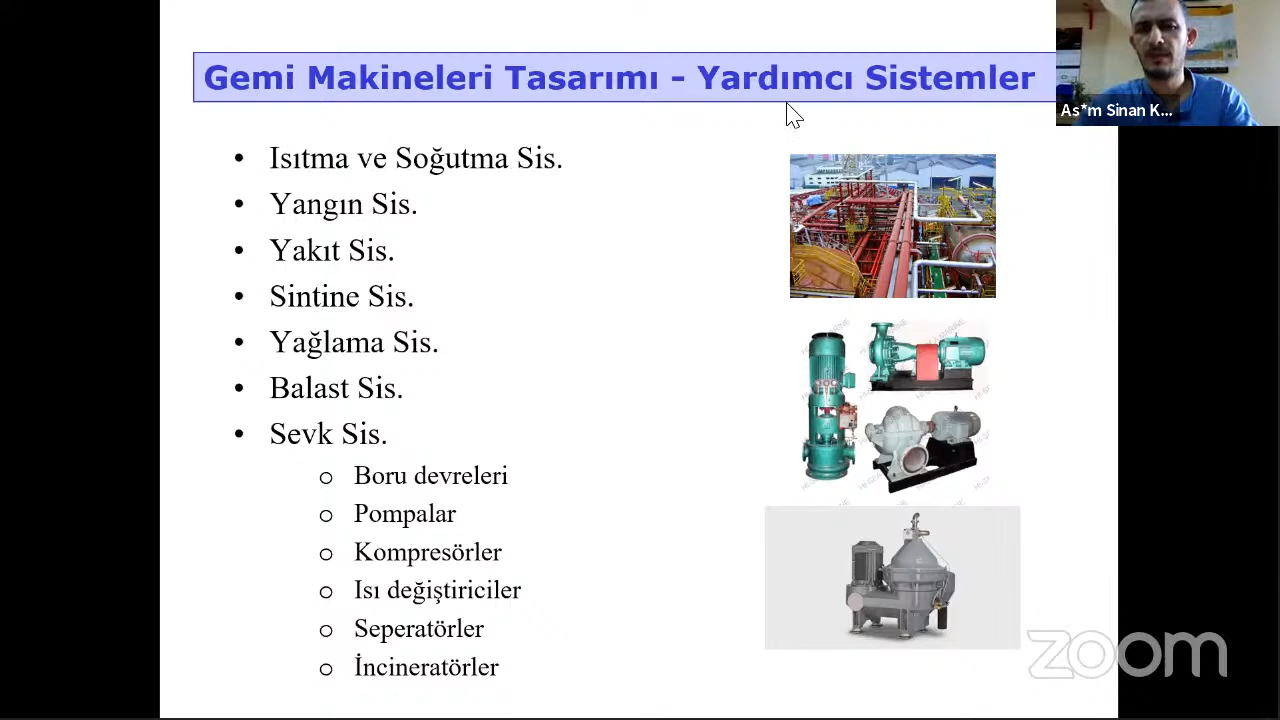 Gemi Makineleri Tasarımı - Yardımcı Sistemler
As*m Sinan K...
• Isıtma ve Soğutma Sis.
• Yangın Sis.
• Yakıt Sis.
• Sintine Sis.
• Yağlama Sis.
• Balast Sis.
• Sevk Sis.
o Boru devreleri
o Pompalar
o Kompresörler
o Isı değiştiriciler
o Seperatörler
o İncineratörler
zoom